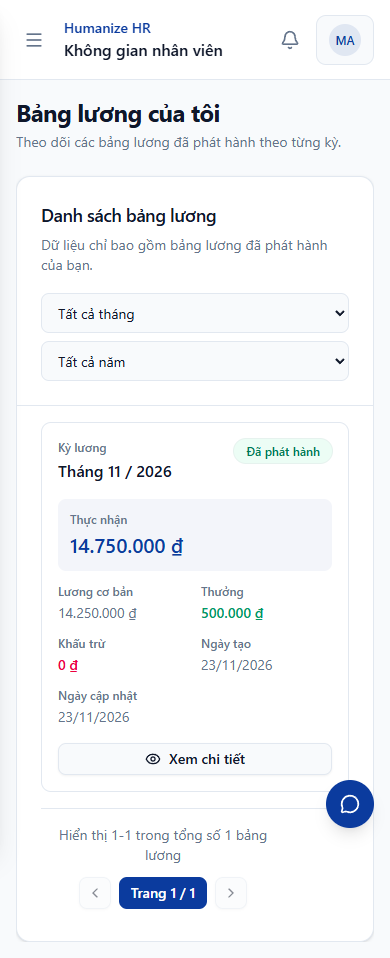 Humanize HR
Không gian nhân viên
MA
Bảng lương của tôi
Theo dõi các bảng lương đã phát hành theo từng kỳ.
Danh sách bảng lương
Dữ liệu chỉ bao gồm bảng lương đã phát hành
của bạn.
Tất cả tháng
Tất cả năm
Kỳ lương
Đã phát hành
Tháng 11 / 2026
Thực nhận
14.750.000 ₫
Lương cơ bản
Thưởng
14.250.000 ₫
500.000 ₫
Khấu trừ
Ngày tạo
0 ₫
23/11/2026
Ngày cập nhật
23/11/2026
Xem chi tiết
Hiển thị 1-1 trong tổng số 1 bảng
lương
Trang 1 / 1